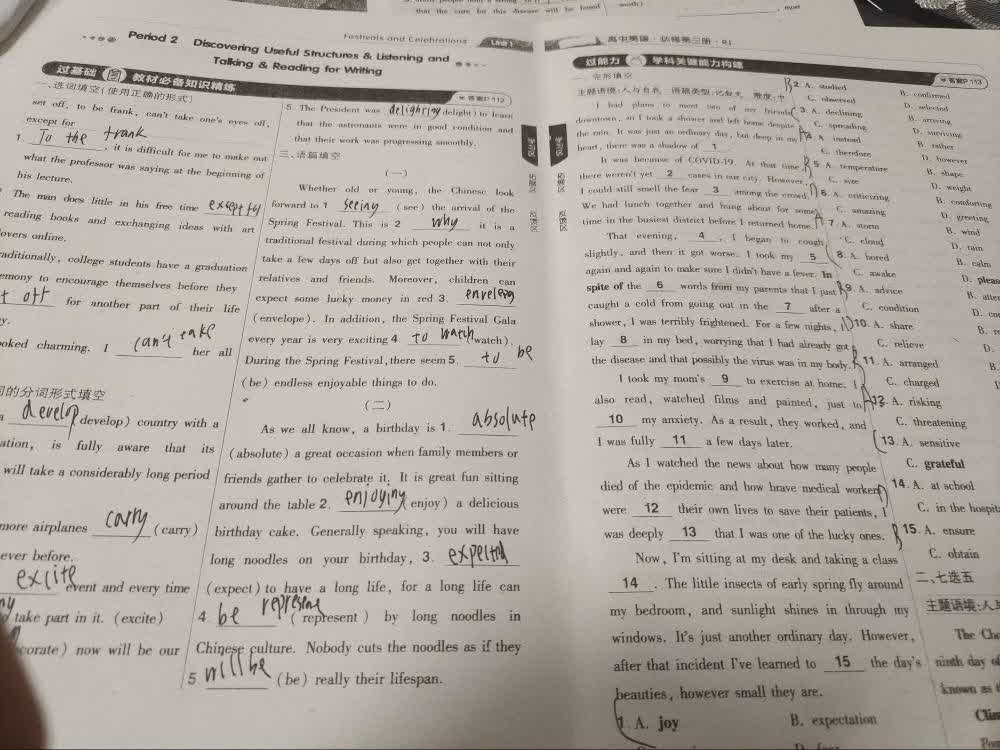 that the care for this disease will be found
Festivals and Celebrations Unit 1
Period 2 Discovering Useful Structures & Listening and
Talking & Reading for Writing
过基础 教材必备知识精练
答案P 112
一、选词填空(使用正确的形式)
set off, to be frank, can't take one's eyes off,
except for
1. To the frank, it is difficult for me to make out
what the professor was saying at the beginning of
his lecture.
The man does little in his free time except for
reading books and exchanging ideas with art
lovers online.
aditionally, college students have a graduation
emony to encourage themselves before they
t off for another part of their life
y.
ooked charming. I can't take her all
的分词形式填空
a develop develop) country with a
ation, is fully aware that its
will take a considerably long period
more airplanes carry (carry)
ever before.
excite event and every time
take part in it. (excite)
corate) now will be our
5 The President was delighting delight) to learn
that the astronauts were in good condition and
that their work was progressing smoothly.
三、语篇填空
(一)
Whether old or young, the Chinese look
forward to 1 seeing (see) the arrival of the
Spring Festival. This is 2 why it is a
traditional festival during which people can not only
take a few days off but also get together with their
relatives and friends. Moreover, children can
expect some lucky money in red 3. envelop
(envelope). In addition, the Spring Festival Gala
every year is very exciting 4. to watch watch).
During the Spring Festival, there seem 5. to be
(be) endless enjoyable things to do.
(二)
As we all know, a birthday is 1. absolute
(absolute) a great occasion when family members or
friends gather to celebrate it. It is great fun sitting
around the table 2. enjoying (enjoy) a delicious
birthday cake. Generally speaking, you will have
long noodles on your birthday, 3. expected
(expect) to have a long life, for a long life can
4 be represent (represent) by long noodles in
Chinese culture. Nobody cuts the noodles as if they
5 will be (be) really their lifespan.
高中英语·必修第三册·RJ
过能力 学科关键能力构建
答案P 113
一、完形填空
主题语境:人与自我 语篇类型:记叙文
I had plans to meet two of my friends
downtown, so I took a shower and left home despite
the rain. It was just an ordinary day, but deep in my
heart, there was a shadow of 1 .
It was because of COVID-19. At that time,
there weren't yet 2 cases in our city. However,
I could still smell the fear 3 among the crowd.
We had lunch together and hung about for some
time in the busiest district before I returned home.
That evening, 4 , I began to cough
slightly, and then it got worse. I took my 5
again and again to make sure I didn't have a fever. In
spite of the 6 words from my parents that I just
caught a cold from going out in the 7 after a
shower, I was terribly frightened. For a few nights, I
lay 8 in my bed, worrying that I had already got
the disease and that possibly the virus was in my body.
I took my mom's 9 to exercise at home. I
also read, watched films and painted, just to
10 my anxiety. As a result, they worked, and
I was fully 11 a few days later.
As I watched the news about how many people
died of the epidemic and how brave medical workers
were 12 their own lives to save their patients, I
was deeply 13 that I was one of the lucky ones.
Now, I'm sitting at my desk and taking a class
14 . The little insects of early spring fly around
my bedroom, and sunlight shines in through my
windows. It's just another ordinary day. However,
after that incident I've learned to 15 the day's
beauties, however small they are.
1. A. joy B. expectation
2. A. studied B. confirmed
C. observed D. selected
3. A. declining B. arriving
C. spreading D. surviving
4. A. instead B. rather
C. therefore D. however
5. A. temperature B. shape
C. size D. weight
6. A. criticizing B. comforting
C. amazing D. greeting
7. A. storm B. wind
C. cloud D. rain
8. A. bored B. calm
C. awake D. pleas
9. A. advice B. atte
C. condition D. co
10. A. share B. re
C. relieve D.
11. A. arranged B.
C. charged D.
12. A. risking
C. threatening
13. A. sensitive
C. grateful
14. A. at school
C. in the hospit
15. A. ensure
C. obtain
二、七选五
主题语境:人与
The Cho
ninth day of
known as t